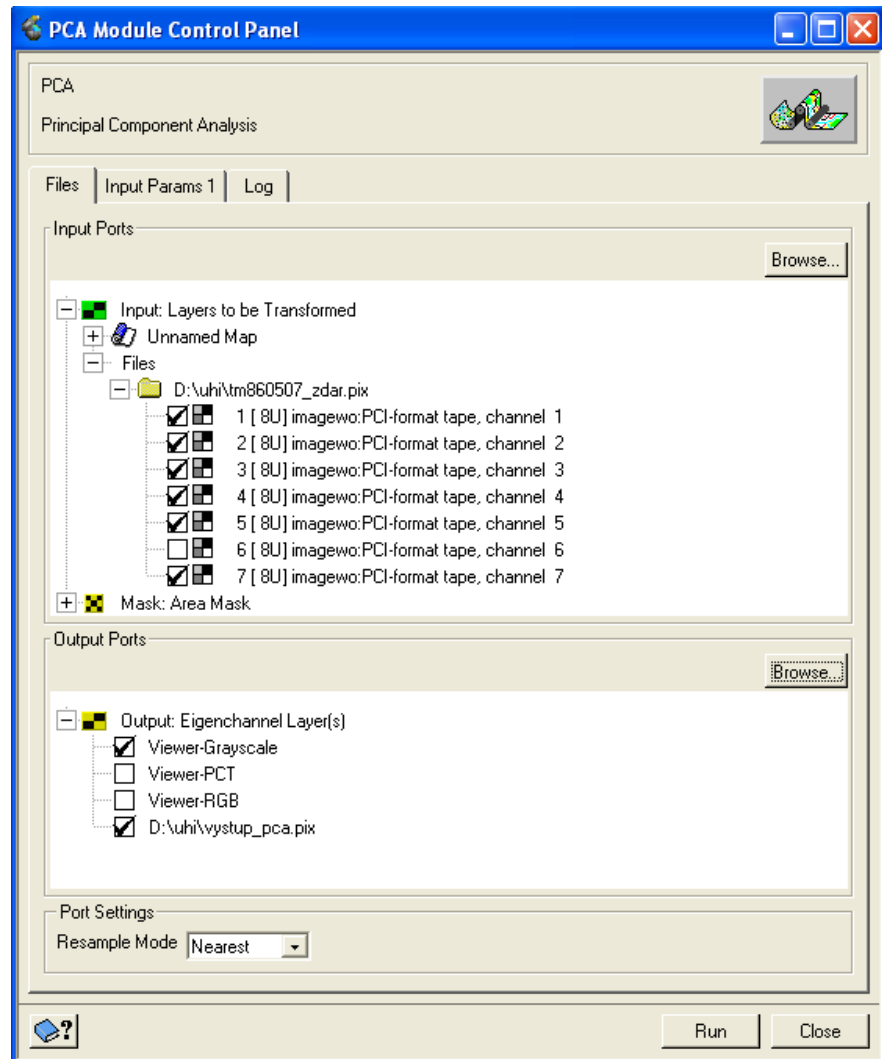 PCA Module Control Panel
PCA
Principal Component Analysis
Files Input Params 1 Log
Input Ports
Browse...
Input: Layers to be Transformed
Unnamed Map
Files
D:\uhi\tm860507_zdar.pix
1 [ 8U] imagewo:PCI-format tape, channel 1
2 [ 8U] imagewo:PCI-format tape, channel 2
3 [ 8U] imagewo:PCI-format tape, channel 3
4 [ 8U] imagewo:PCI-format tape, channel 4
5 [ 8U] imagewo:PCI-format tape, channel 5
6 [ 8U] imagewo:PCI-format tape, channel 6
7 [ 8U] imagewo:PCI-format tape, channel 7
Mask: Area Mask
Output Ports
Browse...
Output: Eigenchannel Layer(s)
Viewer-Grayscale
Viewer-PCT
Viewer-RGB
D:\uhi\vystup_pca.pix
Port Settings
Resample Mode Nearest
? Run Close